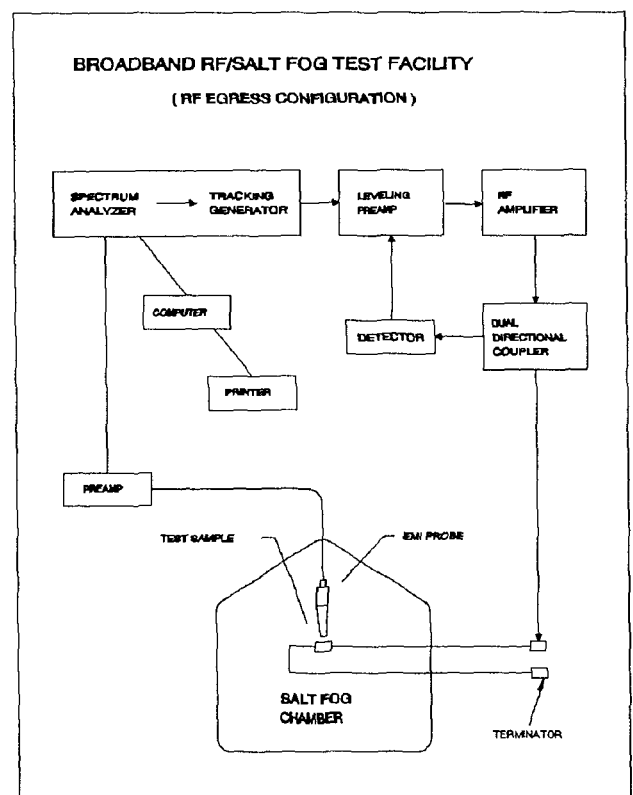 BROADBAND RF/SALT FOG TEST FACILITY
( RF EGRESS CONFIGURATION )
SPECTRUM
ANALYZER
TRACKING
GENERATOR
LEVELING
PREAMP
RF
AMPLIFIER
COMPUTER
DETECTOR
DUAL
DIRECTIONAL
COUPLER
PRINTER
PREAMP
TEST SAMPLE
EMI PROBE
SALT FOG
CHAMBER
TERMINATOR